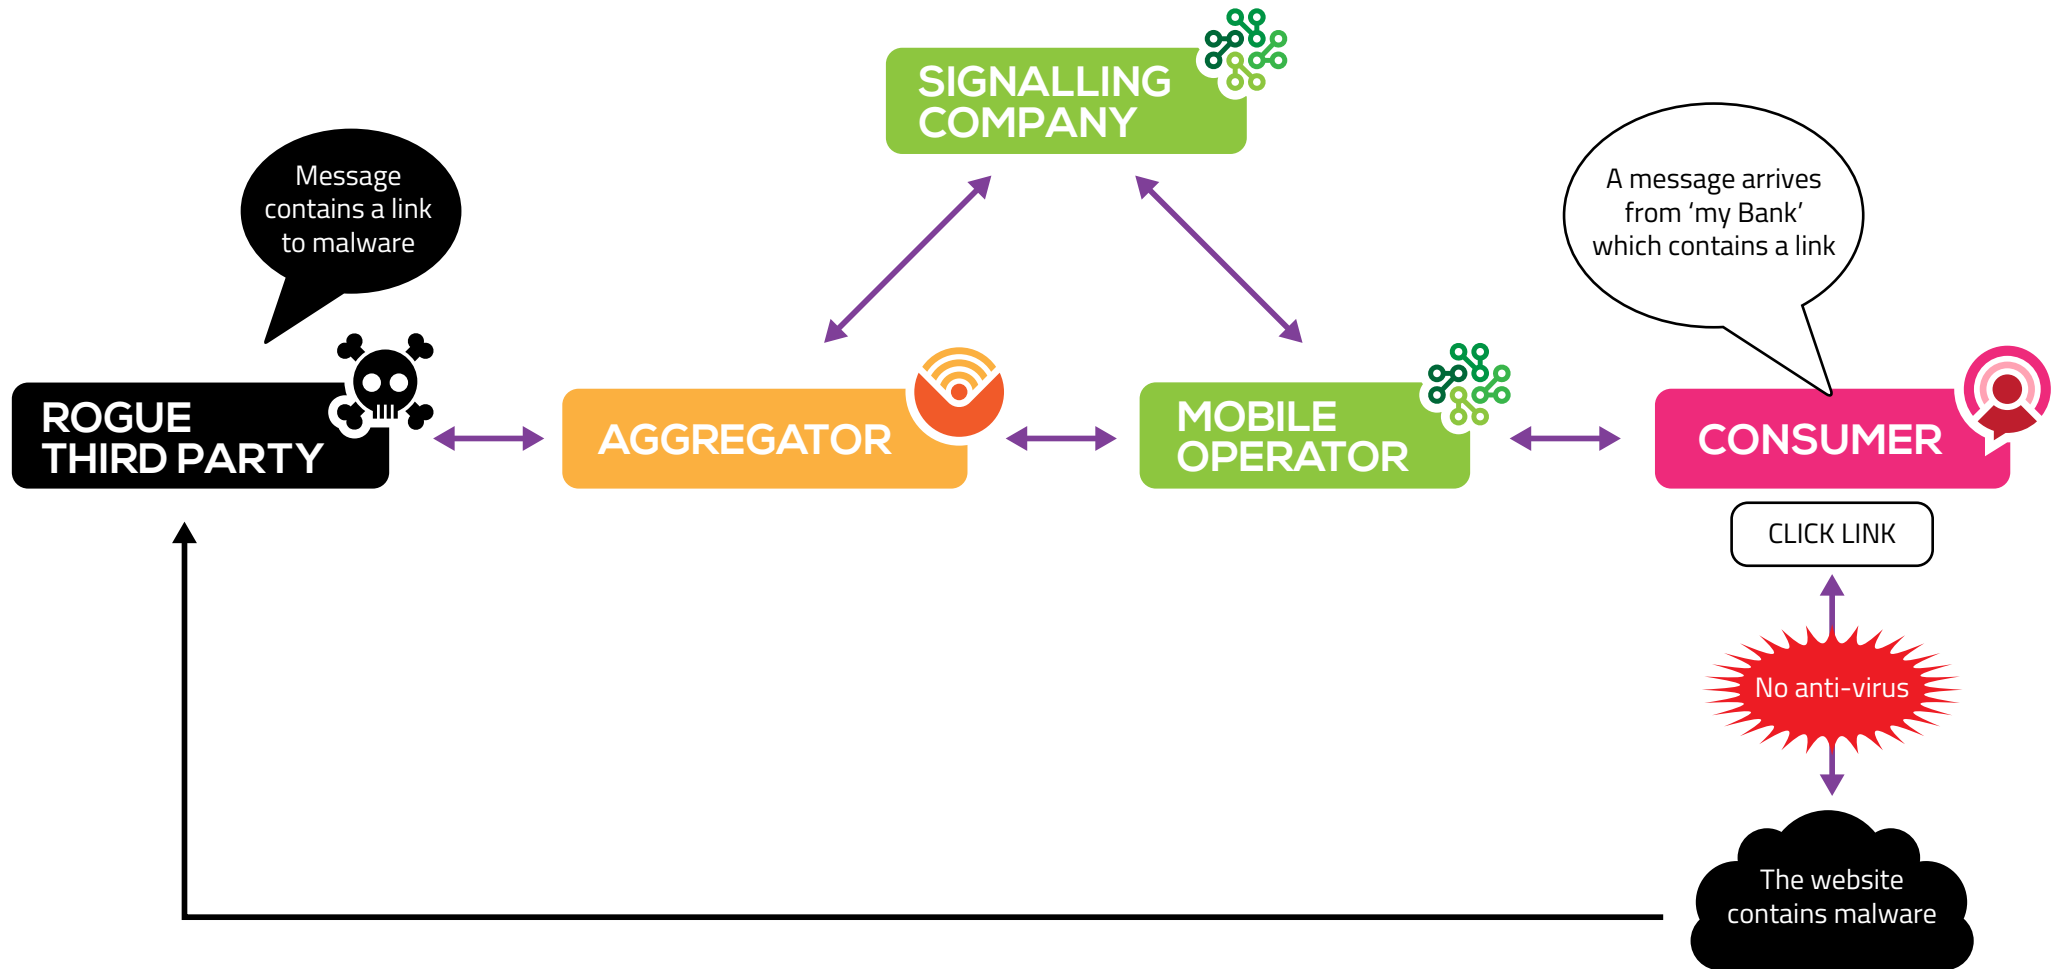 SIGNALLING
COMPANY
Message
contains a link
to malware
A message arrives
from ‘my Bank’
which contains a link
ROGUE
THIRD PARTY
AGGREGATOR
MOBILE
OPERATOR
CONSUMER
CLICK LINK
No anti-virus
The website
contains malware